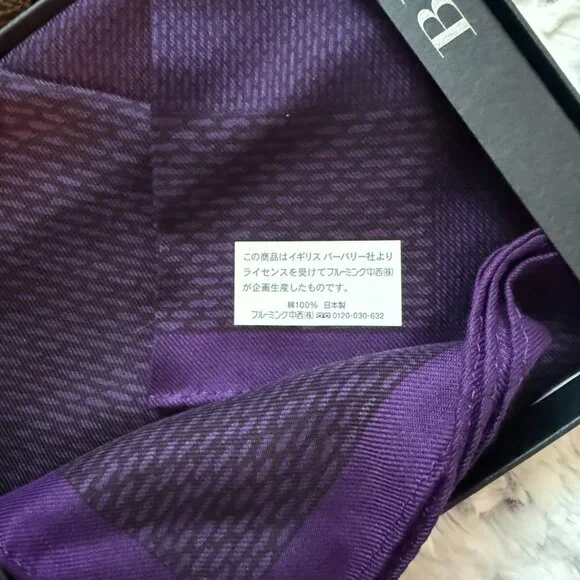 B
この商品はイギリス バーバリー社より
ライセンスを受けてブルーミング中西㈱
が企画生産したものです。
綿100% 日本製
ブルーミング中西㈱ 0120-030-632